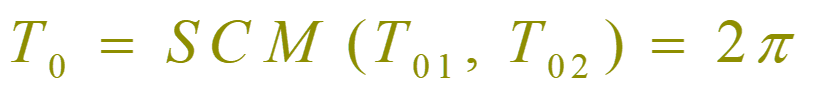 T₀ = SCM (T₀₁, T₀₂) = 2π